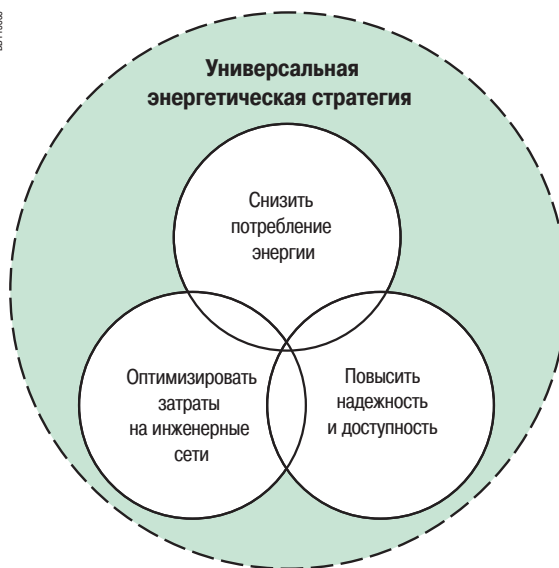 Универсальная
энергетическая стратегия
Снизить
потребление
энергии
Оптимизировать
затраты
на инженерные
сети
Повысить
надежность
и доступность